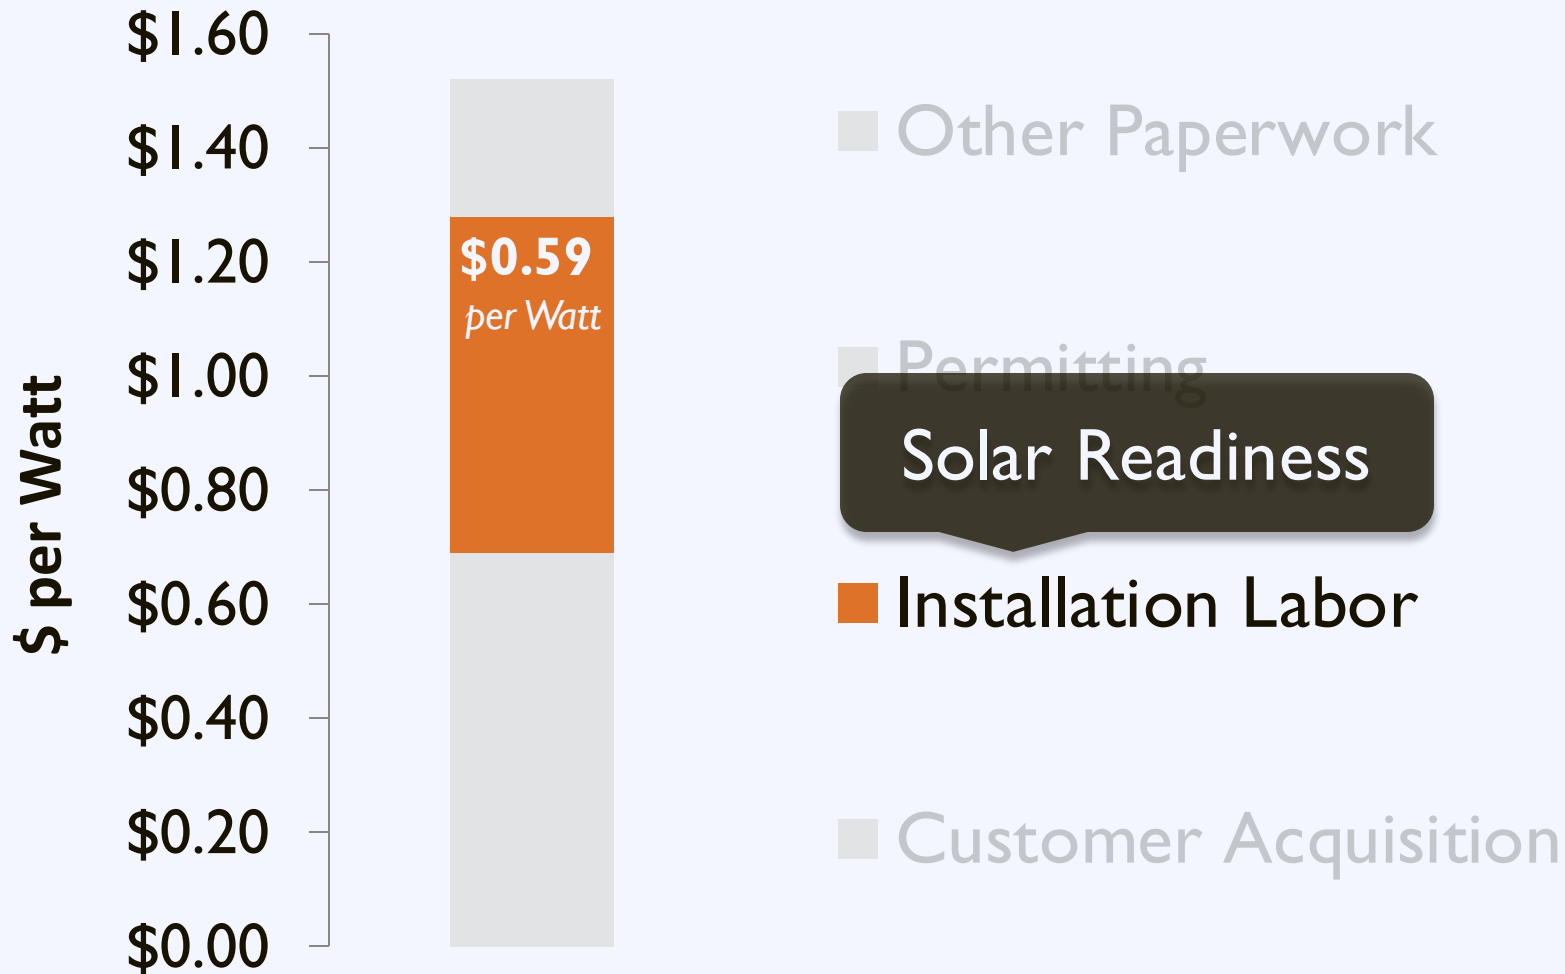 $1.60
$1.40
$1.20
$1.00
$0.80
$0.60
$0.40
$0.20
$0.00
$ per Watt
$0.59
per Watt
Other Paperwork
Permitting
Solar Readiness
Installation Labor
Customer Acquisition